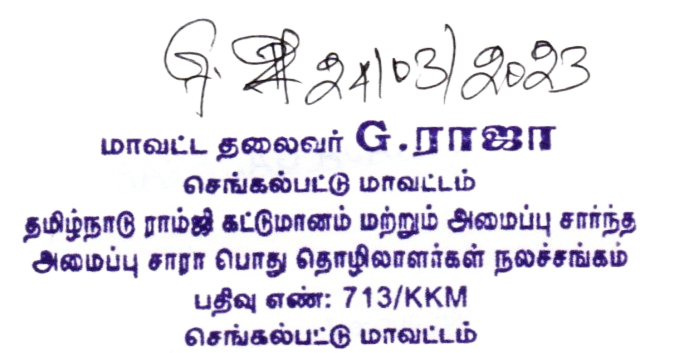 G. 24/03/2023
மாவட்ட தலைவர் G.ராஜா
செங்கல்பட்டு மாவட்டம்
தமிழ்நாடு ராம்ஜி கட்டுமானம் மற்றும் அமைப்பு சார்ந்த
அமைப்பு சாரா பொது தொழிலாளர்கள் நலச்சங்கம்
பதிவு எண்: 713/KKM
செங்கல்பட்டு மாவட்டம்